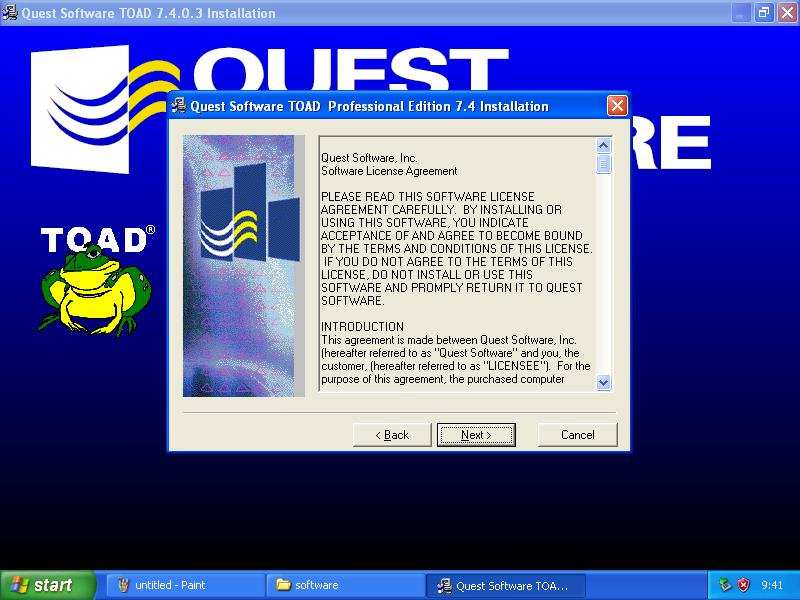 Quest Software TOAD 7.4.0.3 Installation
QUEST
RE
TOAD®
Quest Software TOAD  Professional Edition 7.4 Installation
Quest Software, Inc.
Software License Agreement
PLEASE READ THIS SOFTWARE LICENSE
AGREEMENT CAREFULLY.  BY INSTALLING OR
USING THIS SOFTWARE, YOU INDICATE
ACCEPTANCE OF AND AGREE TO BECOME BOUND
BY THE TERMS AND CONDITIONS OF THIS LICENSE.
IF YOU DO NOT AGREE TO THE TERMS OF THIS
LICENSE, DO NOT INSTALL OR USE THIS
SOFTWARE AND PROMPLY RETURN IT TO QUEST
SOFTWARE.
INTRODUCTION
This agreement is made between Quest Software, Inc.
(hereafter referred to as "Quest Software" and you, the
customer, (hereafter referred to as "LICENSEE").  For the
purpose of this agreement, the purchased computer
< Back
Next >
Cancel
start
untitled - Paint
software
Quest Software TOA...
9:41